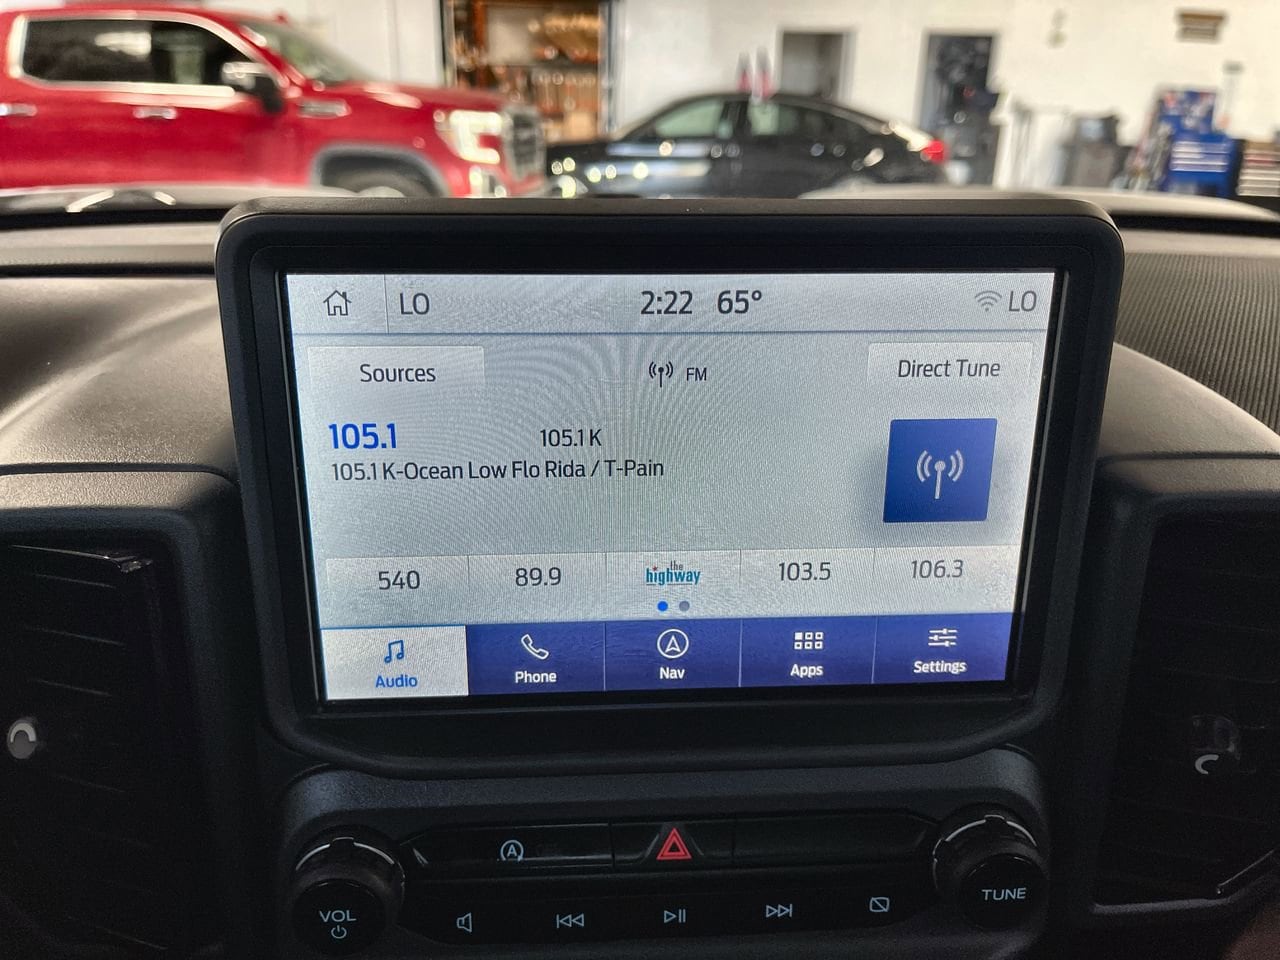 LO 2:22 65° LO
Sources FM Direct Tune
105.1 105.1 K
105.1 K-Ocean Low Flo Rida / T-Pain
540 89.9 the highway 103.5 106.3
Audio Phone Nav Apps Settings
A
VOL TUNE